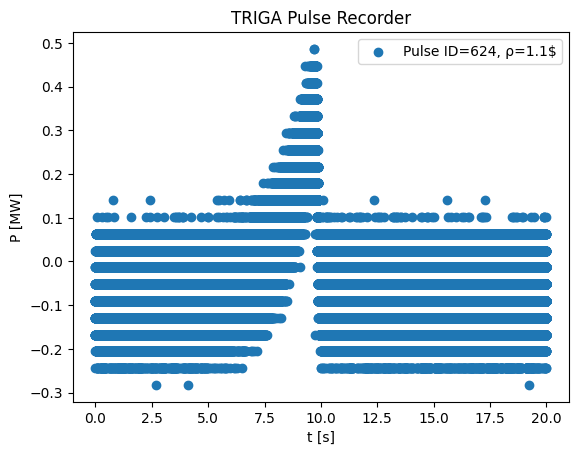 TRIGA Pulse Recorder
Pulse ID=624, ρ=1.1$
P [MW]
0.5
0.4
0.3
0.2
0.1
0.0
−0.1
−0.2
−0.3
0.0 2.5 5.0 7.5 10.0 12.5 15.0 17.5 20.0
t [s]